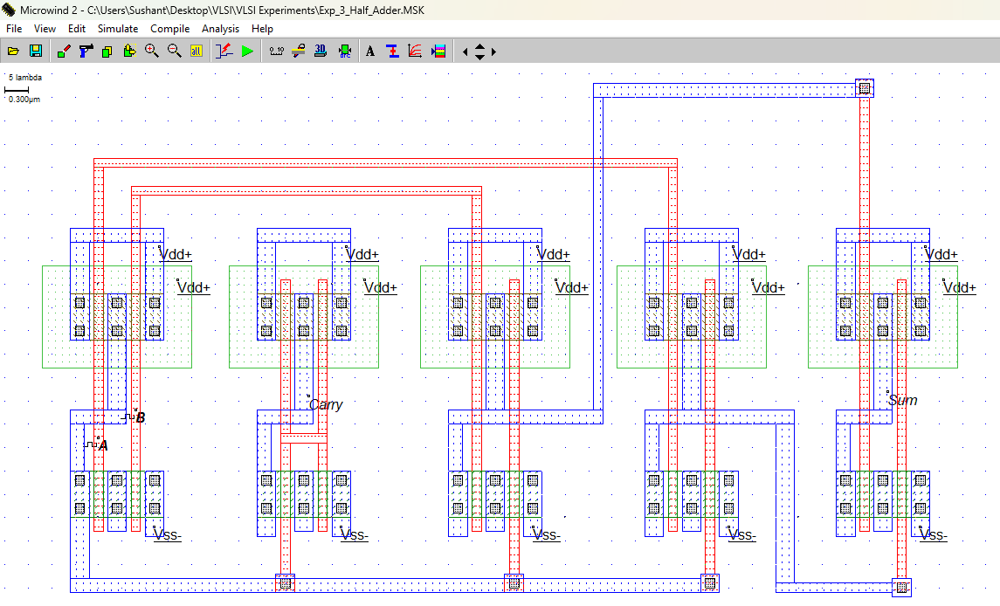 Microwind 2 - C:\Users\Sushant\Desktop\VLSI\VLSI Experiments\Exp_3_Half_Adder.MSK
File View Edit Simulate Compile Analysis Help
all 0..10 3D DRC A
5 lambda
0.300µm
Vdd+ Vdd+ Vdd+ Vdd+ Vdd+
Vdd+ Vdd+ Vdd+ Vdd+ Vdd+
Carry Sum
B
A
Vss- Vss- Vss- Vss- Vss-